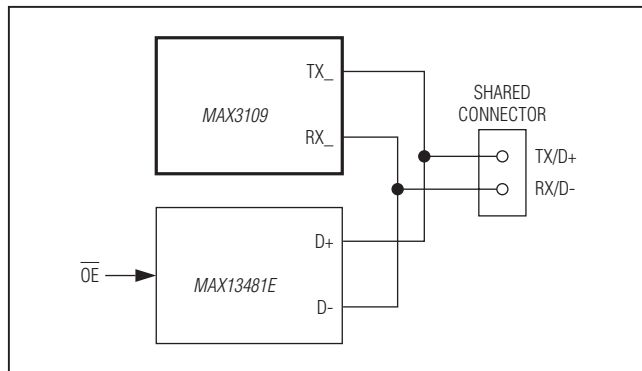 MAX3109
TX_
RX_
SHARED
CONNECTOR
TX/D+
RX/D-
OE
MAX13481E
D+
D-